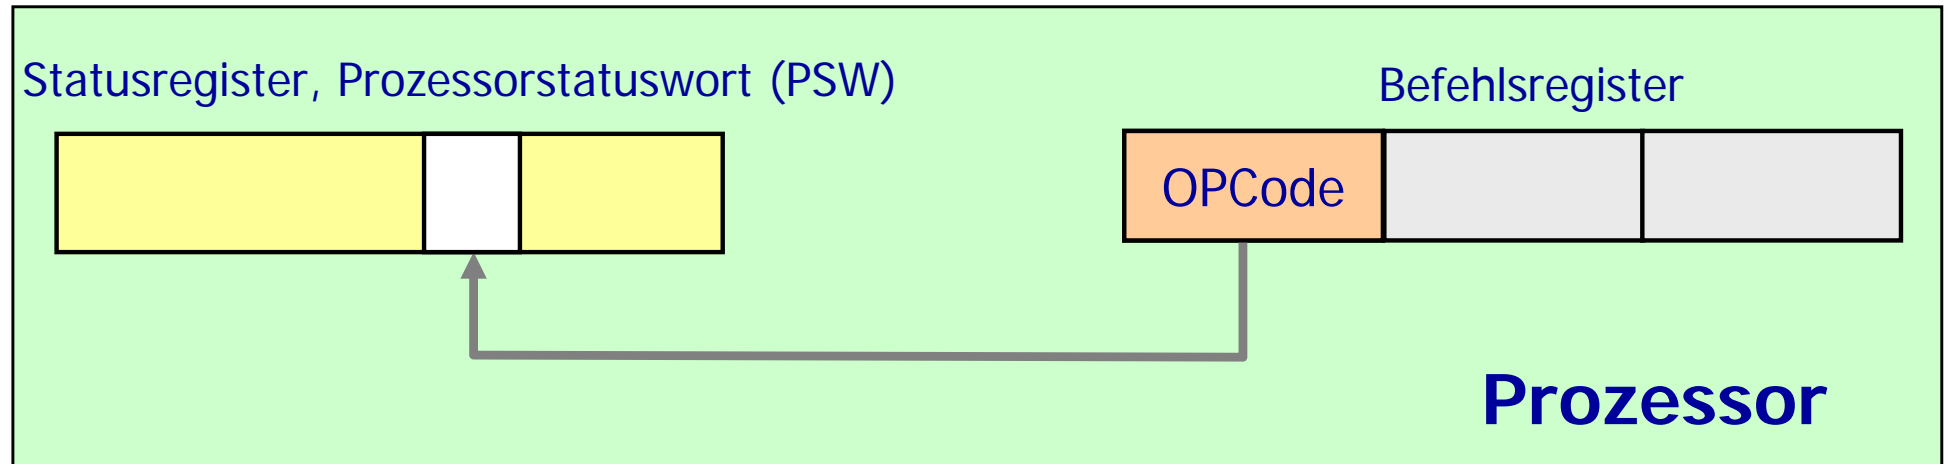 Statusregister, Prozessorstatuswort (PSW)
Befehlsregister
OPCode
Prozessor